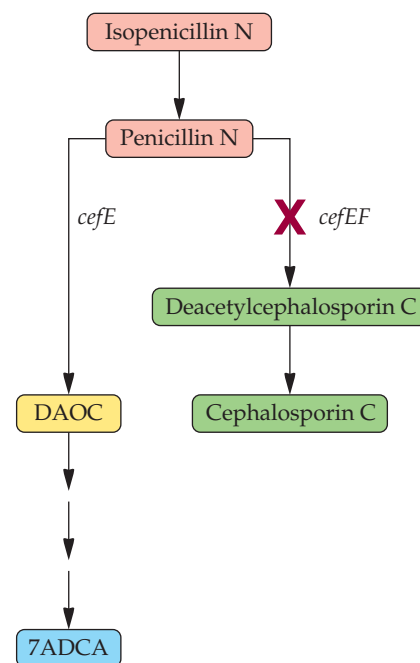 Isopenicillin N
Penicillin N
cefE
X
cefEF
Deacetylcephalosporin C
DAOC
Cephalosporin C
7ADCA